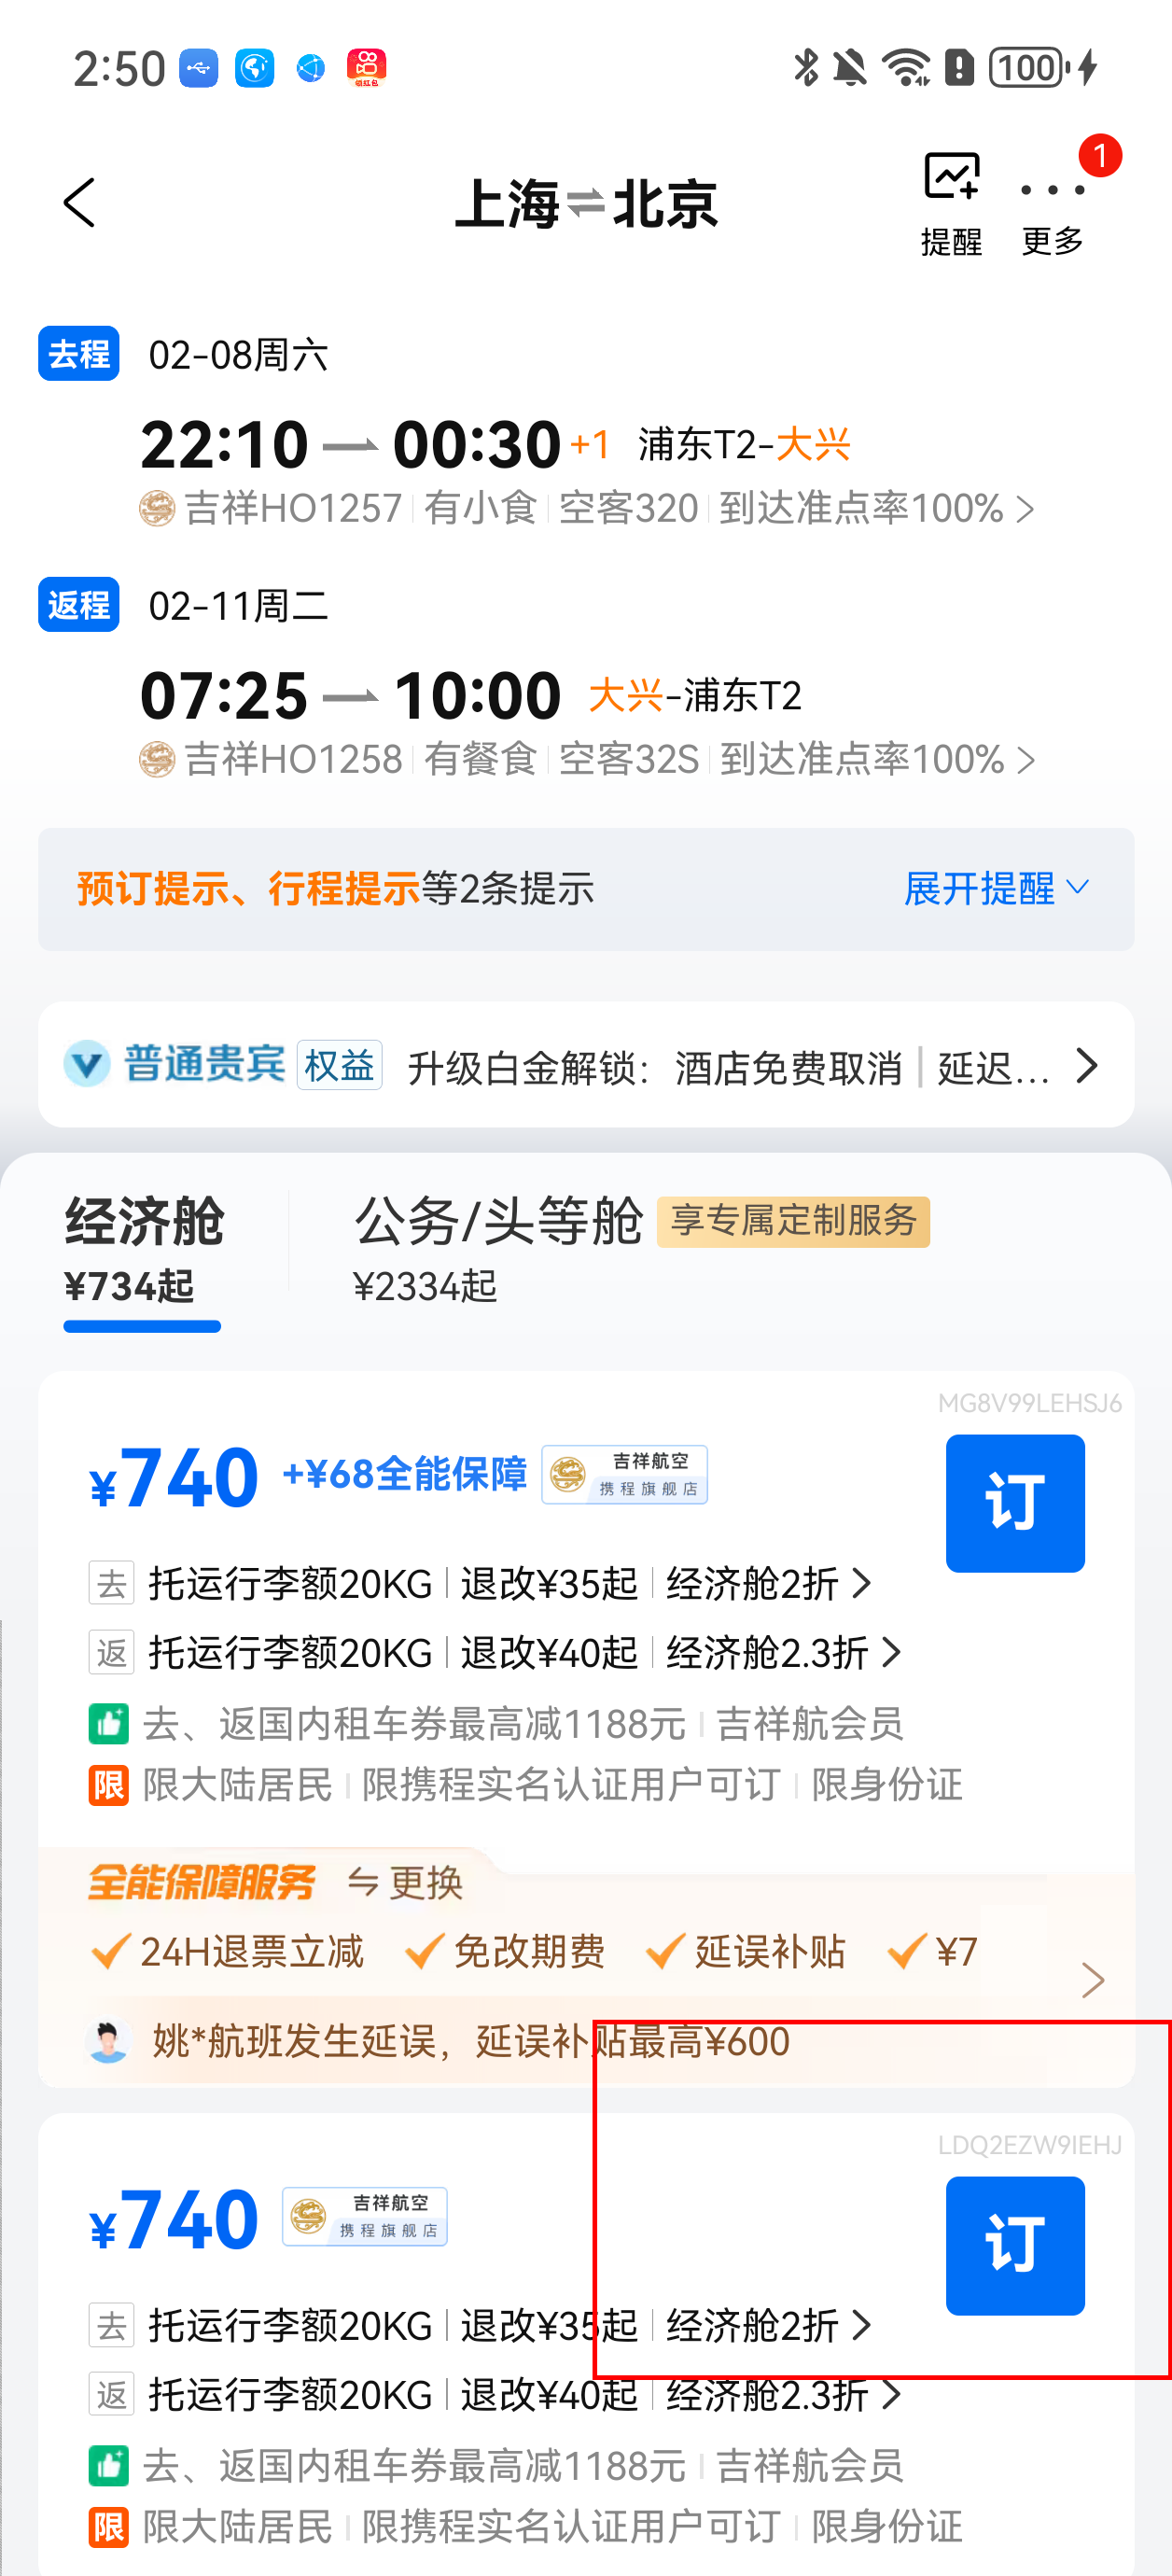 2:50
领红包
100
上海⇌北京
提醒
更多
1
去程 02-08周六
22:10 00:30 +1 浦东T2-大兴
吉祥HO1257 有小食 空客320 到达准点率100%
返程 02-11周二
07:25 10:00 大兴-浦东T2
吉祥HO1258 有餐食 空客32S 到达准点率100%
预订提示、行程提示等2条提示 展开提醒
普通贵宾 权益 升级白金解锁：酒店免费取消 | 延迟...
经济舱 公务/头等舱 享专属定制服务
¥734起 ¥2334起
MG8V99LEHSJ6
¥740 +¥68全能保障 吉祥航空 携程旗舰店 订
去 托运行李额20KG 退改¥35起 经济舱2折
返 托运行李额20KG 退改¥40起 经济舱2.3折
去、返国内租车券最高减1188元 吉祥航会员
限 限大陆居民 限携程实名认证用户可订 限身份证
全能保障服务 更换
24H退票立减 免改期费 延误补贴 ¥7
姚*航班发生延误，延误补贴最高¥600
LDQ2EZW9IEHJ
¥740 吉祥航空 携程旗舰店 订
去 托运行李额20KG 退改¥35起 经济舱2折
返 托运行李额20KG 退改¥40起 经济舱2.3折
去、返国内租车券最高减1188元 吉祥航会员
限 限大陆居民 限携程实名认证用户可订 限身份证